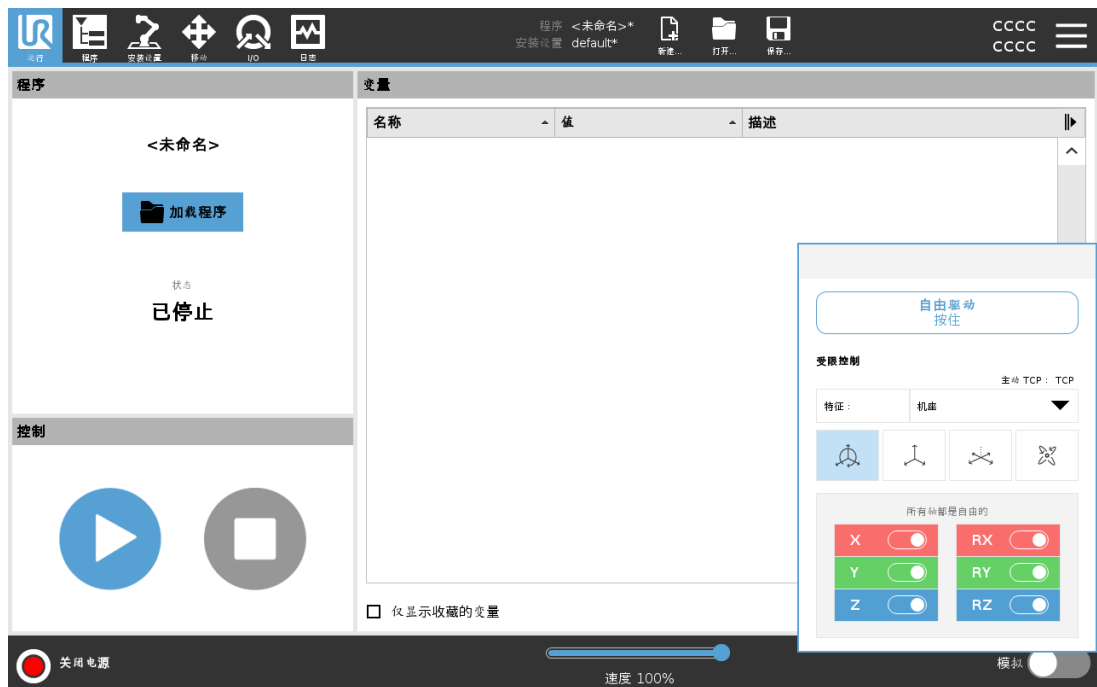 UR
运行
程序
安装设置
移动
I/O
日志
程序 <未命名>*
安装设置 default*
新建...
打开...
保存...
CCCC
CCCC
程序
<未命名>
加载程序
状态
已停止
控制
变量
名称 值 描述
仅显示收藏的变量
自由驱动
按住
受限控制
主动 TCP： TCP
特征： 机座
所有轴都是自由的
X RX
Y RY
Z RZ
关闭电源
速度 100%
模拟